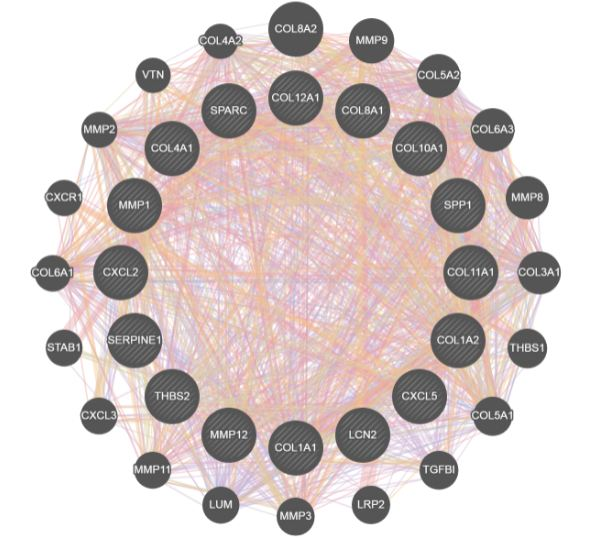 COL8A2
COL4A2
MMP9
VTN
COL5A2
COL12A1
SPARC
COL8A1
MMP2
COL6A3
COL4A1
COL10A1
CXCR1
MMP1
SPP1
MMP8
COL6A1
CXCL2
COL11A1
COL3A1
STAB1
SERPINE1
COL1A2
THBS1
THBS2
CXCL5
CXCL3
COL5A1
MMP12
COL1A1
LCN2
MMP11
TGFBI
LUM
MMP3
LRP2